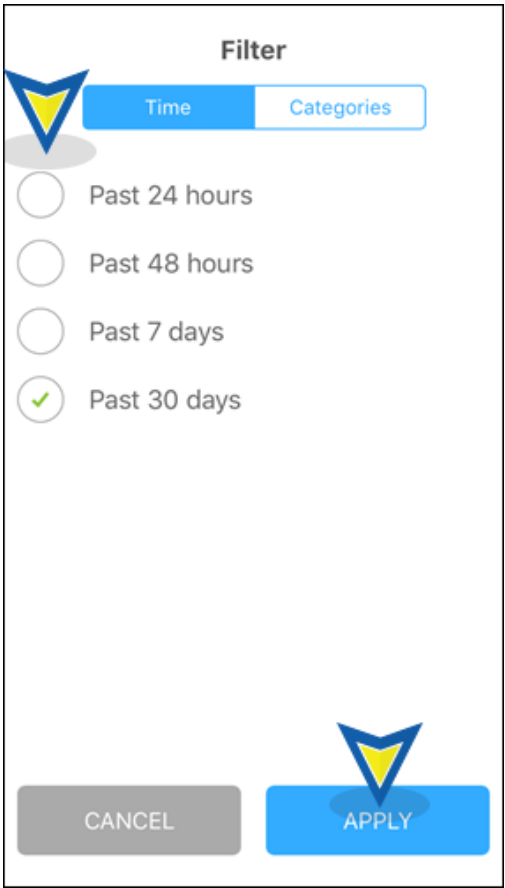 Filter
Time Categories
Past 24 hours
Past 48 hours
Past 7 days
Past 30 days
CANCEL APPLY